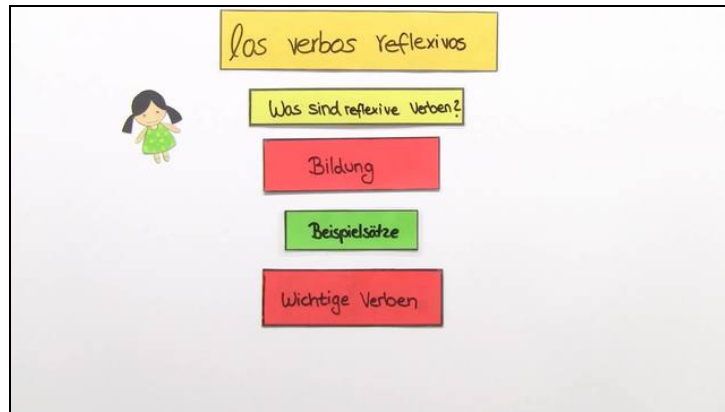 los verbos reflexivos
Was sind reflexive Verben?
Bildung
Beispielsätze
Wichtige Verben